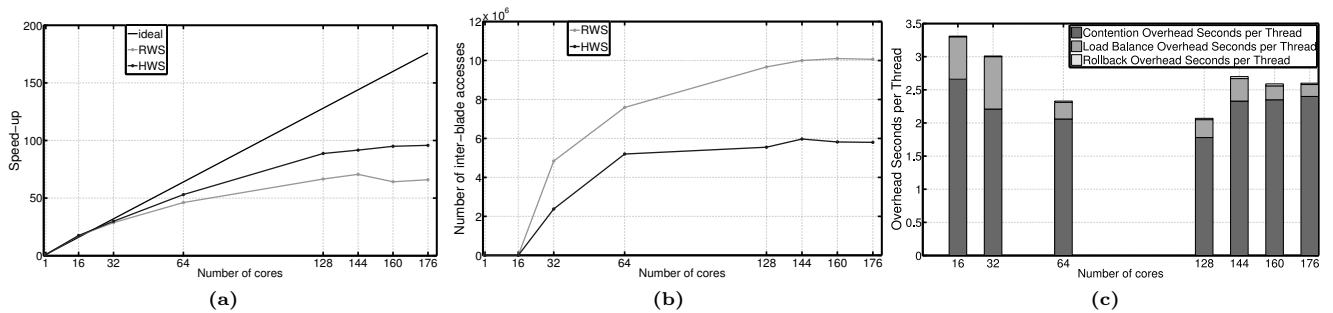 200
150
100
50
0
Speed-up
ideal
RWS
HWS
1 16 32 64 128 144 160 176
Number of cores
(a)
12 × 10^6
10
8
6
4
2
0
Number of inter-blade accesses
RWS
HWS
1 16 32 64 128 144 160 176
Number of cores
(b)
3.5
3
2.5
2
1.5
1
0.5
0
Overhead Seconds per Thread
Contention Overhead Seconds per Thread
Load Balance Overhead Seconds per Thread
Rollback Overhead Seconds per Thread
16 32 64 128 144 160 176
Number of cores
(c)